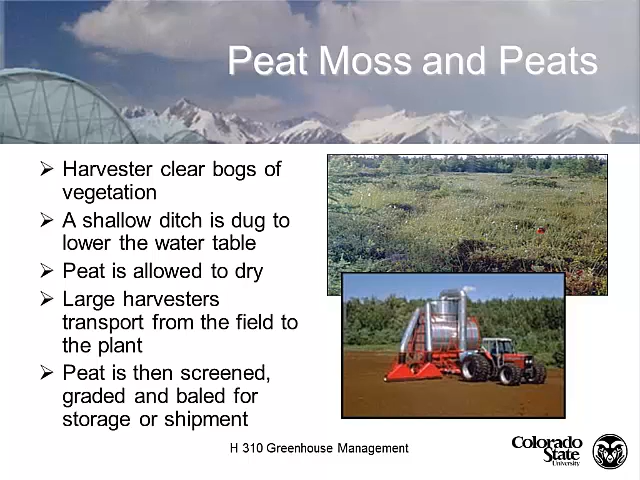 Peat Moss and Peats
Harvester clear bogs of
vegetation
A shallow ditch is dug to
lower the water table
Peat is allowed to dry
Large harvesters
transport from the field to
the plant
Peat is then screened,
graded and baled for
storage or shipment
H 310 Greenhouse Management
Colorado
State
University